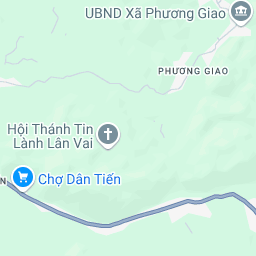 UBND Xã Phương Giao
PHƯƠNG GIAO
Hội Thánh Tin
Lành Lân Vai
N
Chợ Dân Tiến